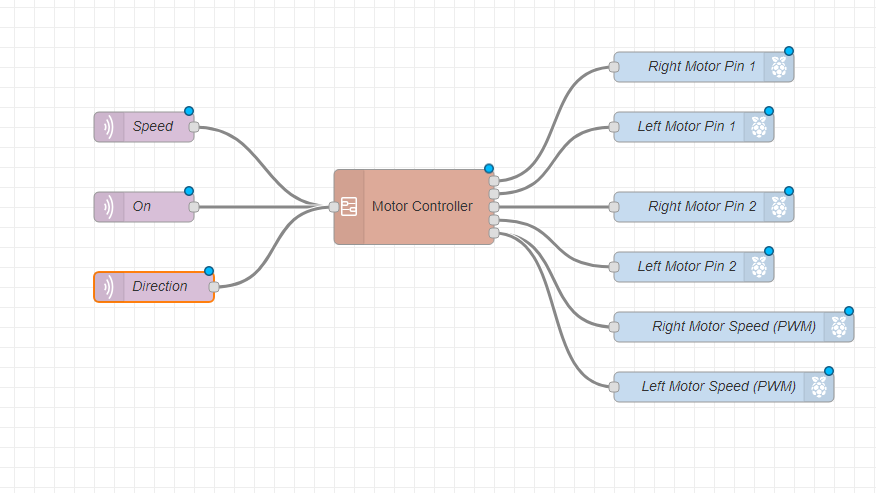 Speed
On
Direction
Motor Controller
Right Motor Pin 1
Left Motor Pin 1
Right Motor Pin 2
Left Motor Pin 2
Right Motor Speed (PWM)
Left Motor Speed (PWM)